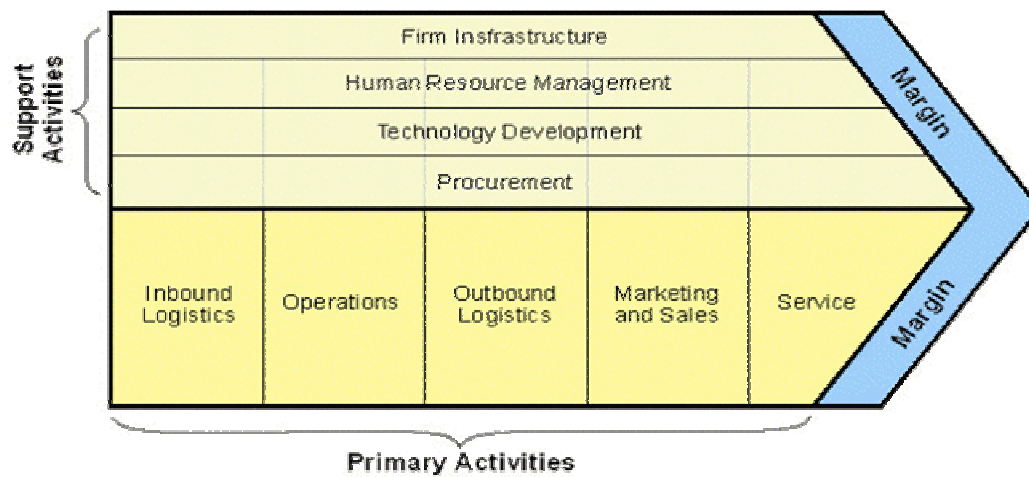 Support
Activities
Firm Insfrastructure
Human Resource Management
Technology Development
Procurement
Margin
Inbound
Logistics
Operations
Outbound
Logistics
Marketing
and Sales
Service
Margin
Primary Activities